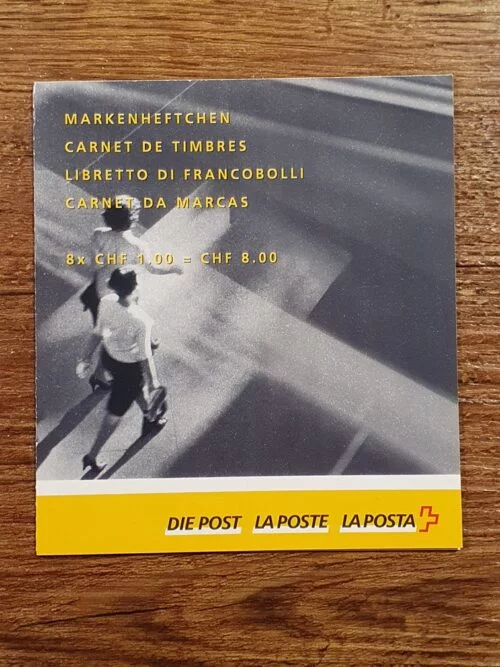 MARKENHEFTCHEN
CARNET DE TIMBRES
LIBRETTO DI FRANCOBOLLI
CARNET DA MARCAS
8x CHF 1.00 = CHF 8.00
DIE POST LA POSTE LA POSTA